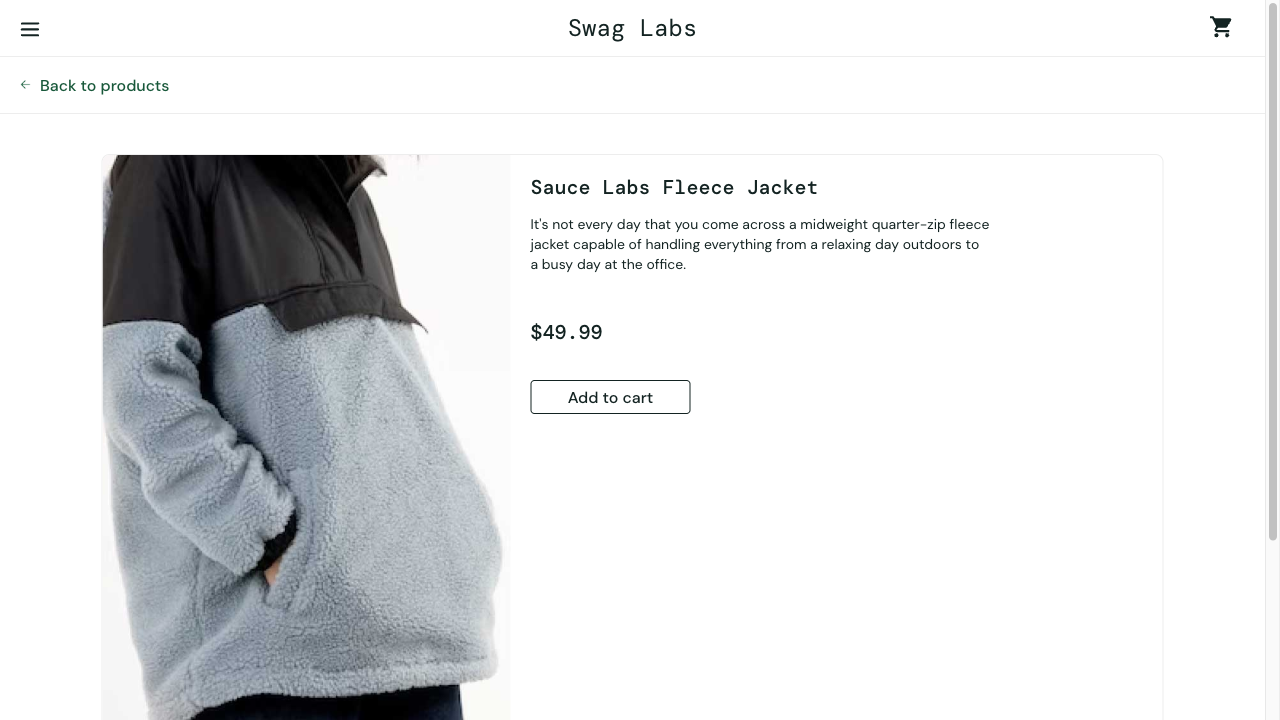 Swag Labs
Back to products
Sauce Labs Fleece Jacket
It's not every day that you come across a midweight quarter-zip fleece
jacket capable of handling everything from a relaxing day outdoors to
a busy day at the office.
$49.99
Add to cart